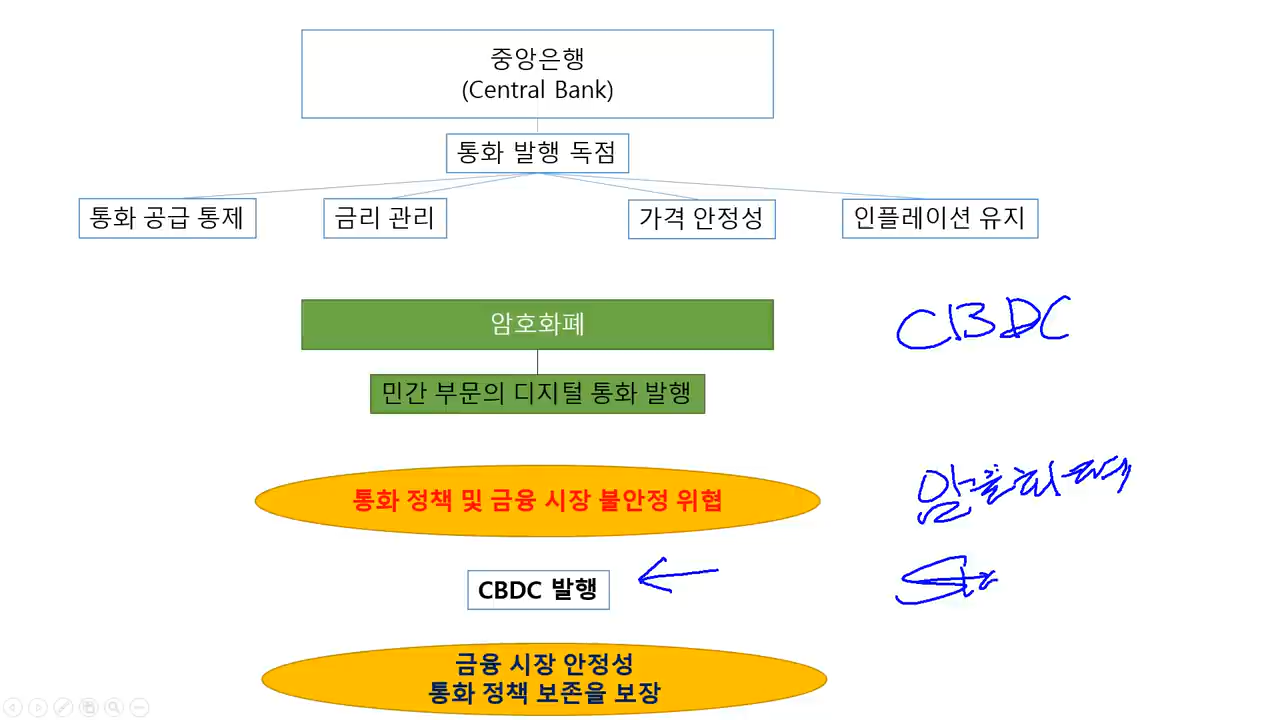 중앙은행
(Central Bank)
통화 발행 독점
통화 공급 통제
금리 관리
가격 안정성
인플레이션 유지
암호화폐
CBDC
민간 부문의 디지털 통화 발행
통화 정책 및 금융 시장 불안정 위협
CBDC 발행
금융 시장 안정성
통화 정책 보존을 보장